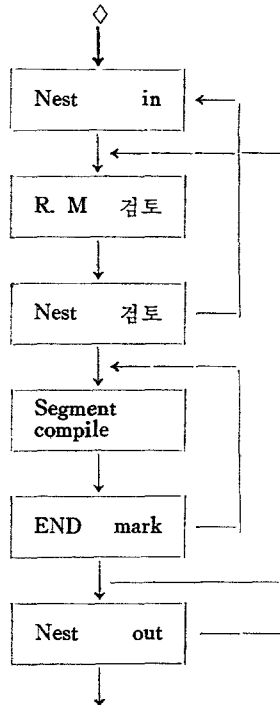 Nest in
R. M 검토
Nest 검토
Segment
compile
END mark
Nest out